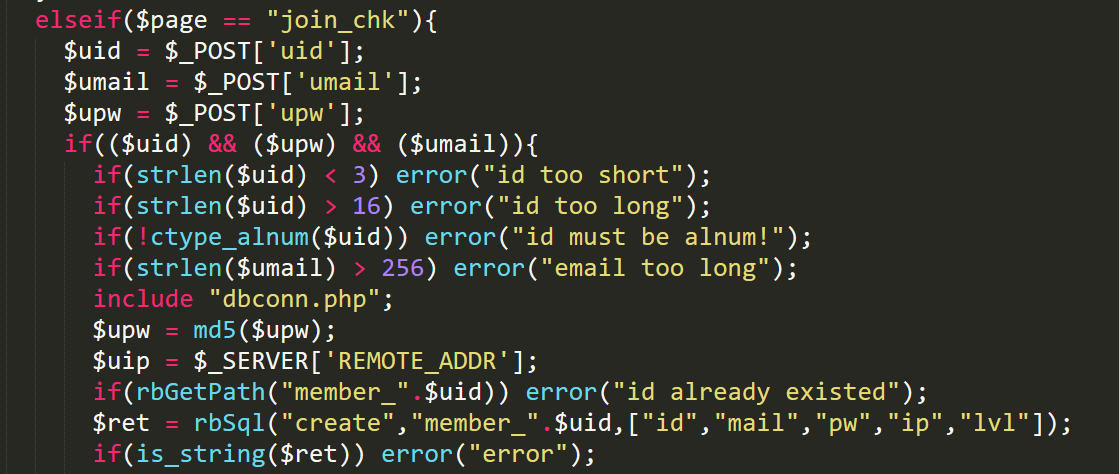 elseif($page == "join_chk"){
$uid = $_POST['uid'];
$umail = $_POST['umail'];
$upw = $_POST['upw'];
if(($uid) && ($upw) && ($umail)){
if(strlen($uid) < 3) error("id too short");
if(strlen($uid) > 16) error("id too long");
if(!ctype_alnum($uid)) error("id must be alnum!");
if(strlen($umail) > 256) error("email too long");
include "dbconn.php";
$upw = md5($upw);
$uip = $_SERVER['REMOTE_ADDR'];
if(rbGetPath("member_".$uid)) error("id already existed");
$ret = rbSql("create","member_".$uid,["id","mail","pw","ip","lvl"]);
if(is_string($ret)) error("error");